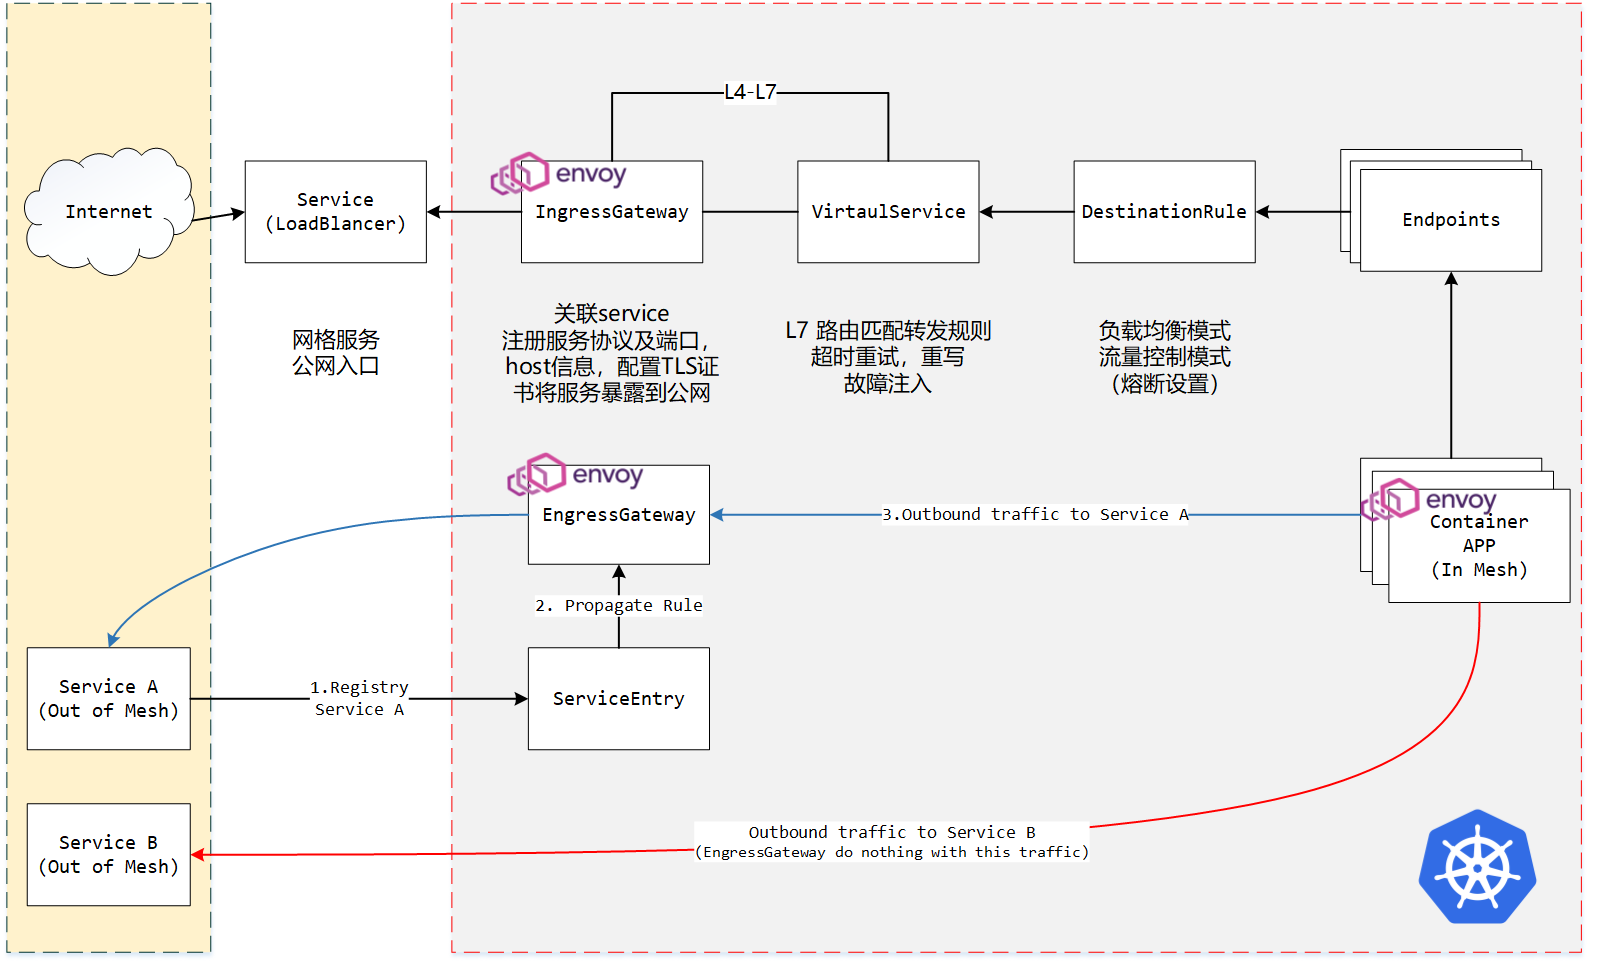 L4-L7
Internet
Service
(LoadBlancer)
envoy
IngressGateway
VirtaulService
DestinationRule
Endpoints
网格服务
公网入口
关联service
注册服务协议及端口，
host信息，配置TLS证
书将服务暴露到公网
L7 路由匹配转发规则
超时重试，重写
故障注入
负载均衡模式
流量控制模式
（熔断设置）
envoy
EngressGateway
3.Outbound traffic to Service A
envoy
Container
APP
(In Mesh)
2. Propagate Rule
Service A
(Out of Mesh)
1.Registry
Service A
ServiceEntry
Service B
(Out of Mesh)
Outbound traffic to Service B
(EngressGateway do nothing with this traffic)